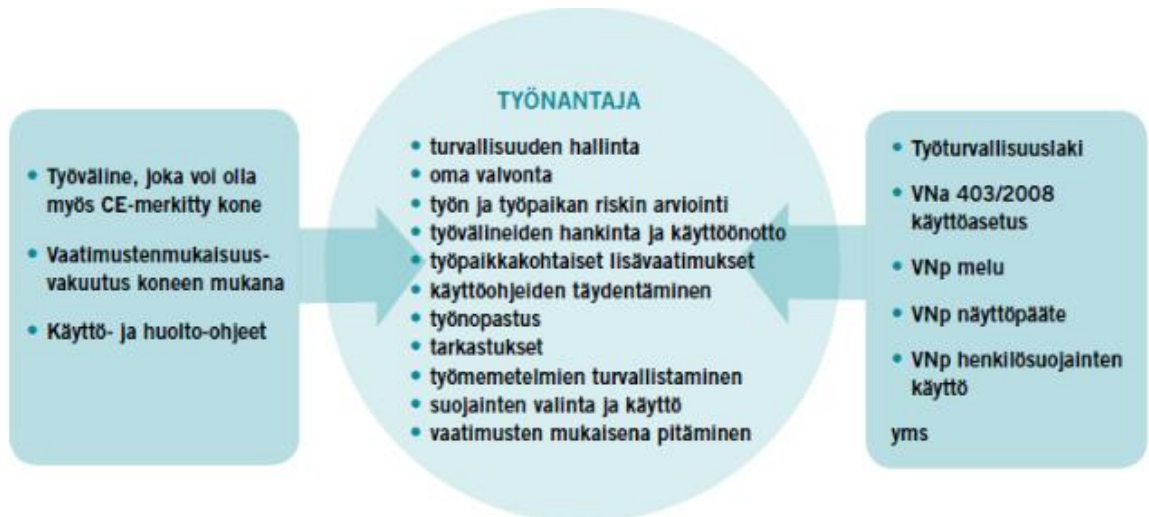 • Työväline, joka voi olla
myös CE-merkitty kone
• Vaatimustenmukaisuus-
vakuutus koneen mukana
• Käyttö- ja huolto-ohjeet
TYÖNANTAJA
• turvallisuuden hallinta
• oma valvonta
• työn ja työpaikan riskin arviointi
• työvälineiden hankinta ja käyttöönotto
• työpaikkakohtaiset lisävaatimukset
• käyttöohjeiden täydentäminen
• työnopastus
• tarkastukset
• työmemetelmien turvallistaminen
• suojainten valinta ja käyttö
• vaatimusten mukaisena pitäminen
• Työturvallisuuslaki
• VNa 403/2008
käyttöasetus
• VNp melu
• VNp näyttöpääte
• VNp henkilösuojainten
käyttö
yms